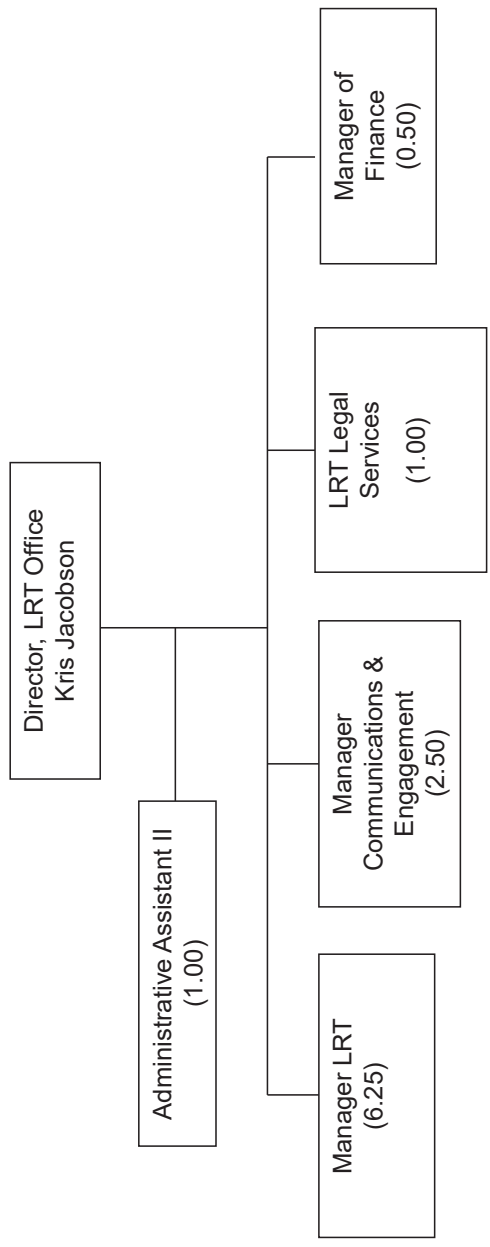 Director, LRT Office
Kris Jacobson
Administrative Assistant II
(1.00)
Manager LRT
(6.25)
Manager
Communications &
Engagement
(2.50)
LRT Legal
Services
(1.00)
Manager of
Finance
(0.50)